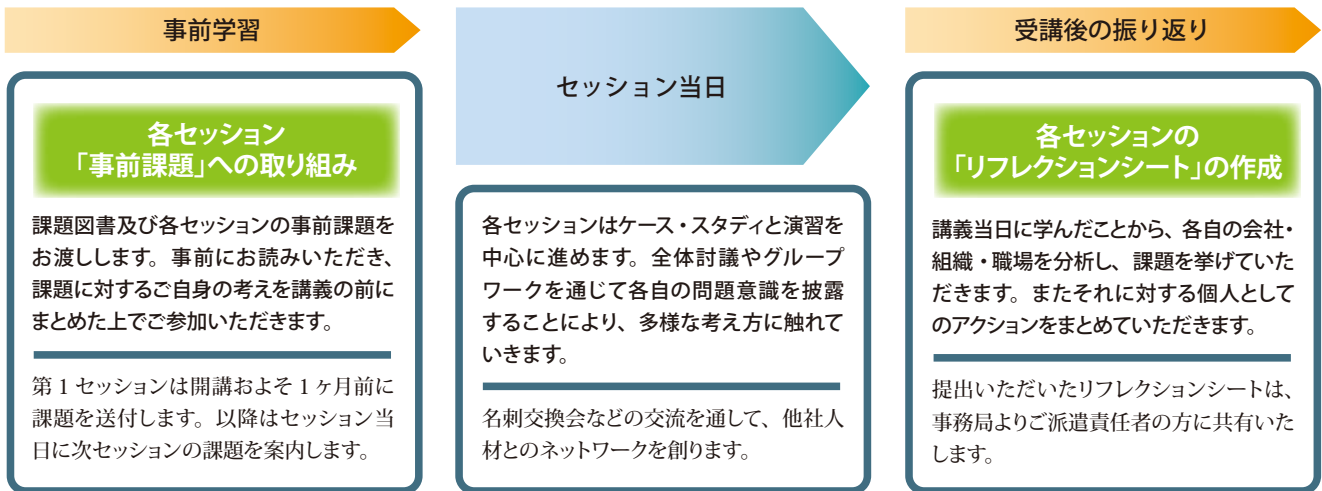 事前学習
各セッション
「事前課題」への取り組み
課題図書及び各セッションの事前課題を
お渡しします。事前にお読みいただき、
課題に対するご自身の考えを講義の前に
まとめた上でご参加いただきます。
第1セッションは開講およそ1ヶ月前に
課題を送付します。以降はセッション当
日に次セッションの課題を案内します。
セッション当日
各セッションはケース・スタディと演習を
中心に進めます。全体討議やグループ
ワークを通じて各自の問題意識を披露
することにより、多様な考え方に触れて
いきます。
名刺交換会などの交流を通して、他社人
材とのネットワークを創ります。
受講後の振り返り
各セッションの
「リフレクションシート」の作成
講義当日に学んだことから、各自の会社・
組織・職場を分析し、課題を挙げていた
だきます。またそれに対する個人として
のアクションをまとめていただきます。
提出いただいたリフレクションシートは、
事務局よりご派遣責任者の方に共有いた
します。